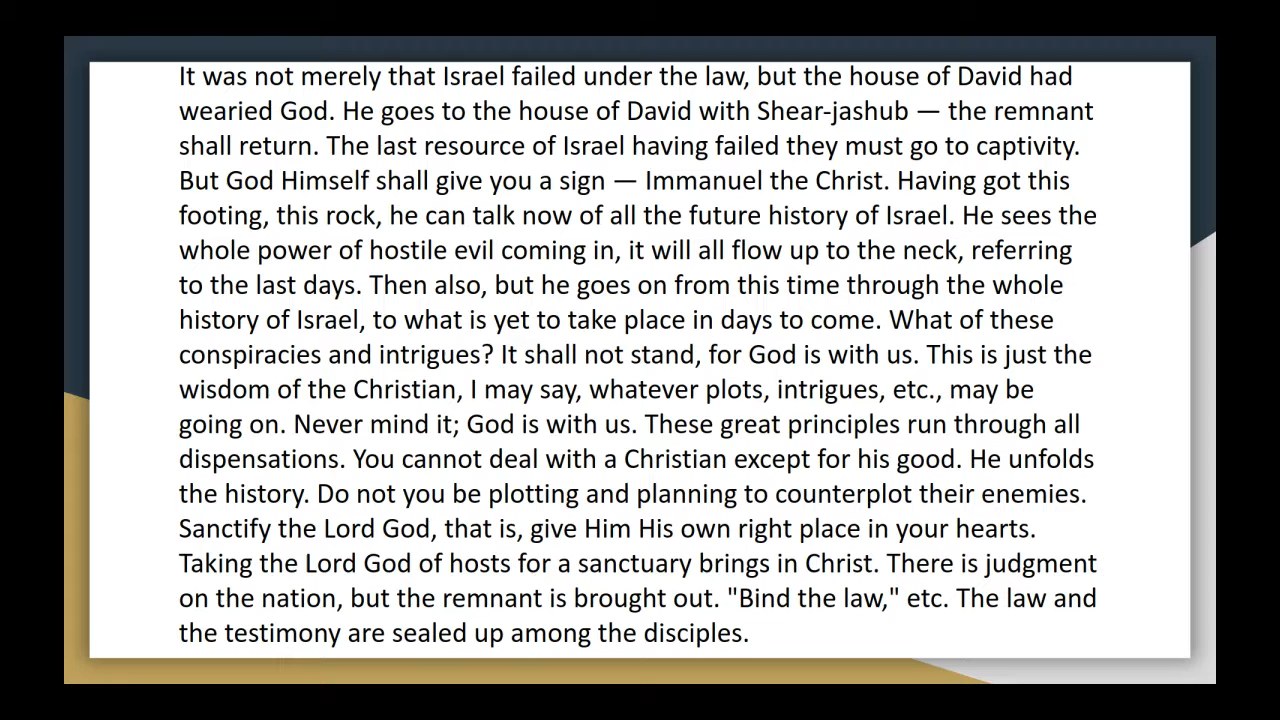 It was not merely that Israel failed under the law, but the house of David had
wearied God. He goes to the house of David with Shear-jashub — the remnant
shall return. The last resource of Israel having failed they must go to captivity.
But God Himself shall give you a sign — Immanuel the Christ. Having got this
footing, this rock, he can talk now of all the future history of Israel. He sees the
whole power of hostile evil coming in, it will all flow up to the neck, referring
to the last days. Then also, but he goes on from this time through the whole
history of Israel, to what is yet to take place in days to come. What of these
conspiracies and intrigues? It shall not stand, for God is with us. This is just the
wisdom of the Christian, I may say, whatever plots, intrigues, etc., may be
going on. Never mind it; God is with us. These great principles run through all
dispensations. You cannot deal with a Christian except for his good. He unfolds
the history. Do not you be plotting and planning to counterplot their enemies.
Sanctify the Lord God, that is, give Him His own right place in your hearts.
Taking the Lord God of hosts for a sanctuary brings in Christ. There is judgment
on the nation, but the remnant is brought out. "Bind the law," etc. The law and
the testimony are sealed up among the disciples.